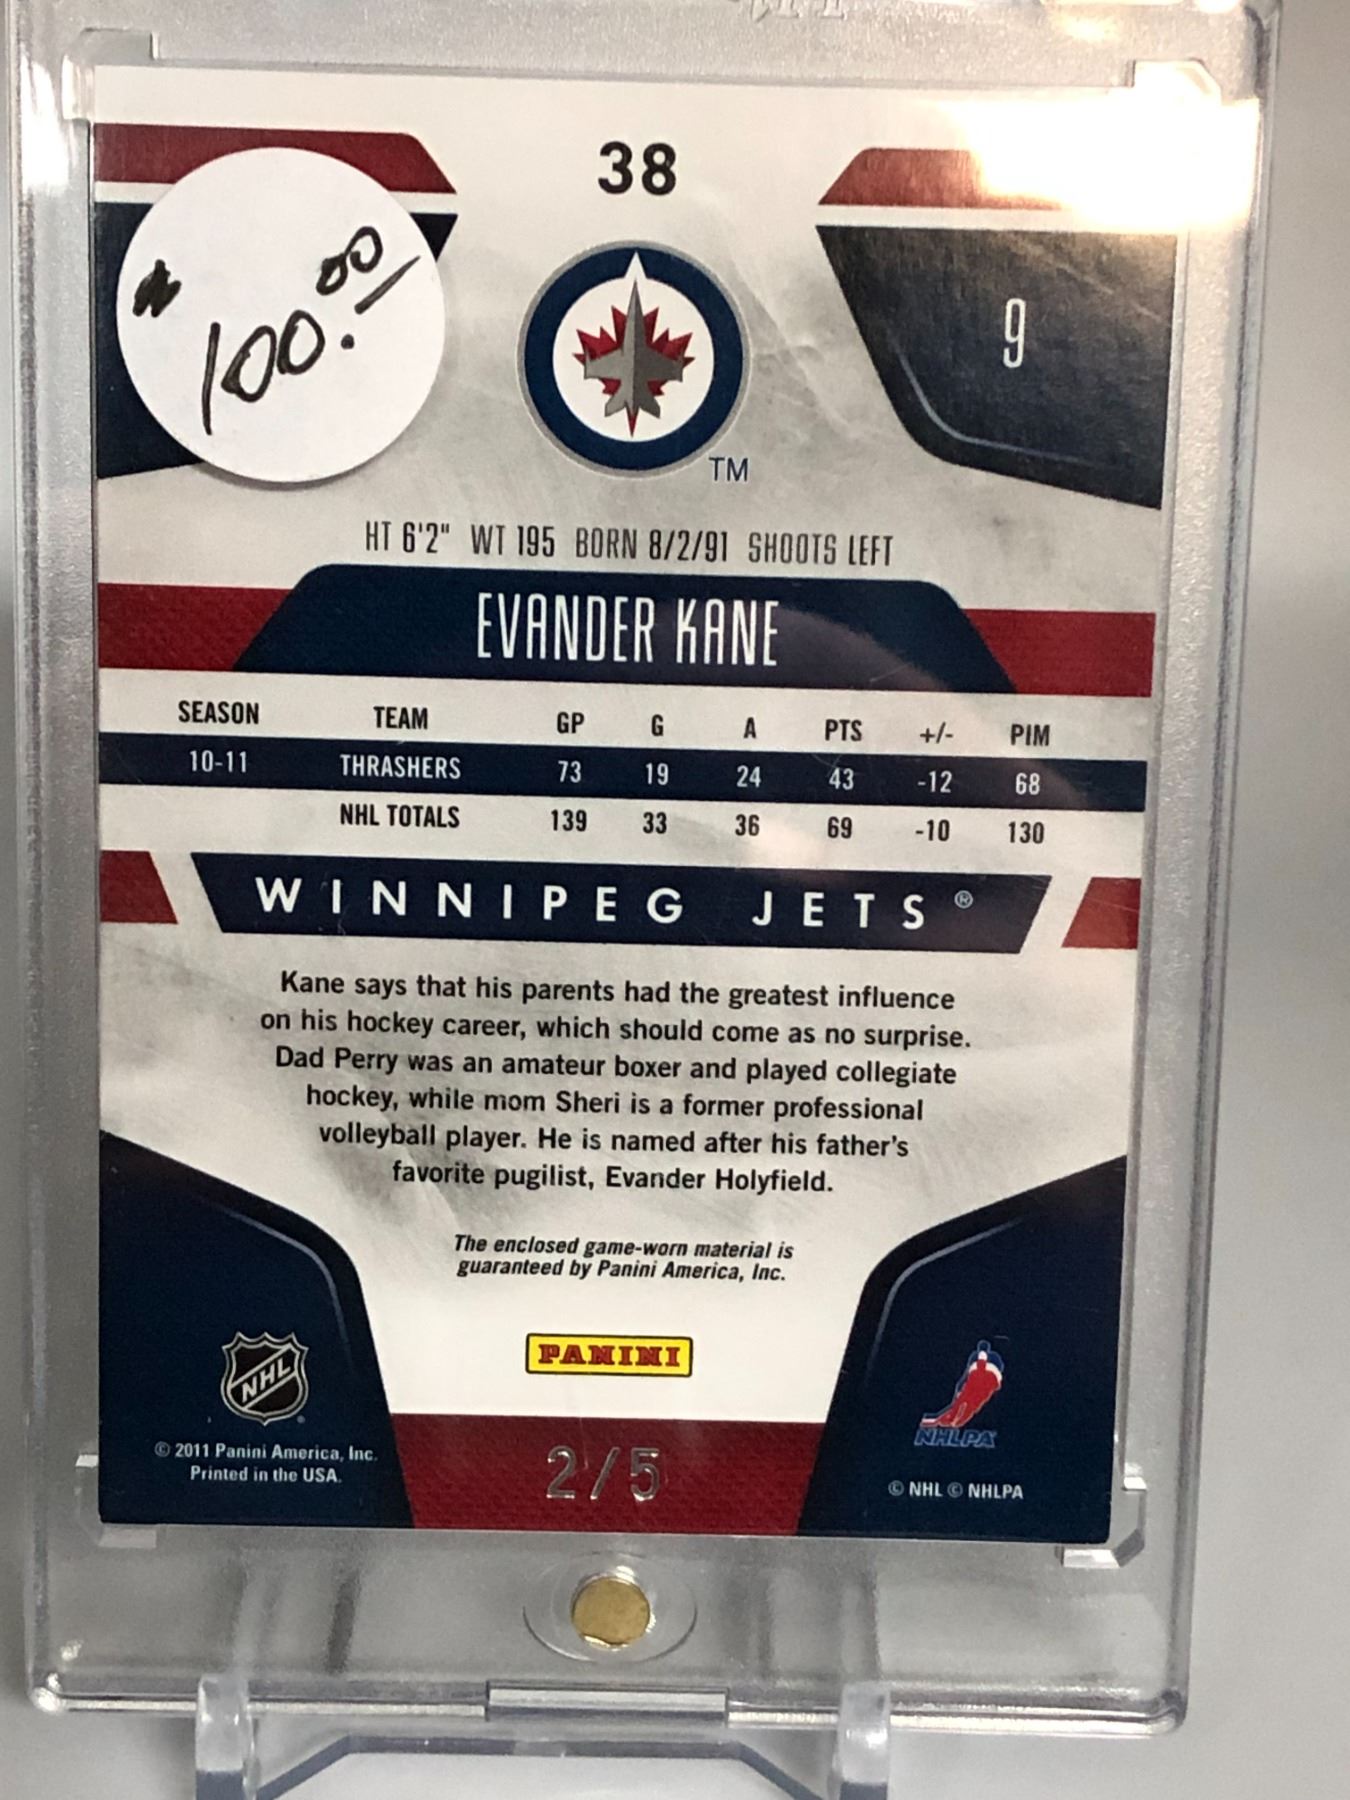 38
$ 100.00
9
TM
HT 6'2" WT 195 BORN 8/2/91 SHOOTS LEFT
EVANDER KANE
SEASON TEAM GP G A PTS +/- PIM
10-11 THRASHERS 73 19 24 43 -12 68
NHL TOTALS 139 33 36 69 -10 130
WINNIPEG JETS®
Kane says that his parents had the greatest influence
on his hockey career, which should come as no surprise.
Dad Perry was an amateur boxer and played collegiate
hockey, while mom Sheri is a former professional
volleyball player. He is named after his father's
favorite pugilist, Evander Holyfield.
The enclosed game-worn material is
guaranteed by Panini America, Inc.
PANINI
NHL
NHLPA
© 2011 Panini America, Inc.
Printed in the USA.
2/5
© NHL © NHLPA